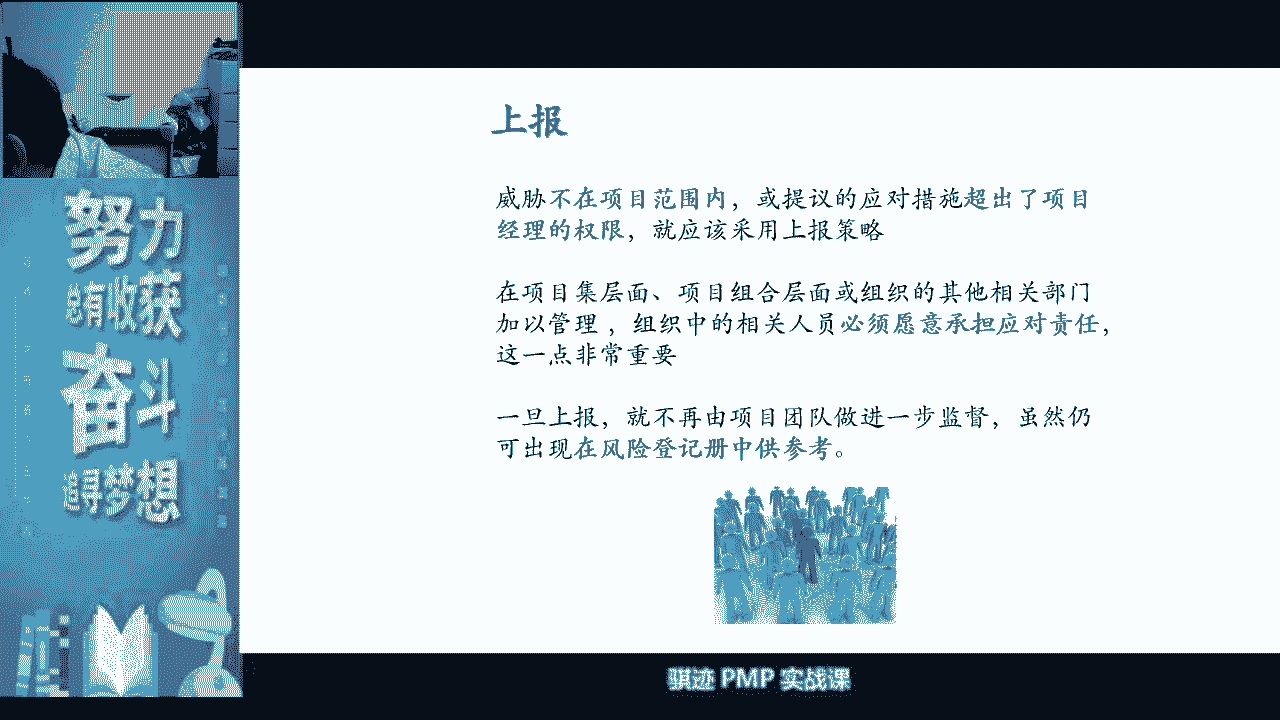 上报
威胁不在项目范围内，或提议的应对措施超出了项目
经理的权限，就应该采用上报策略
在项目集层面、项目组合层面或组织的其他相关部门
加以管理 ，组织中的相关人员必须愿意承担应对责任，
这一点非常重要
一旦上报，就不再由项目团队做进一步监督，虽然仍
可出现在风险登记册中供参考。
努力
总有收获
奋斗
追寻梦想
骐迹 PMP 实战课